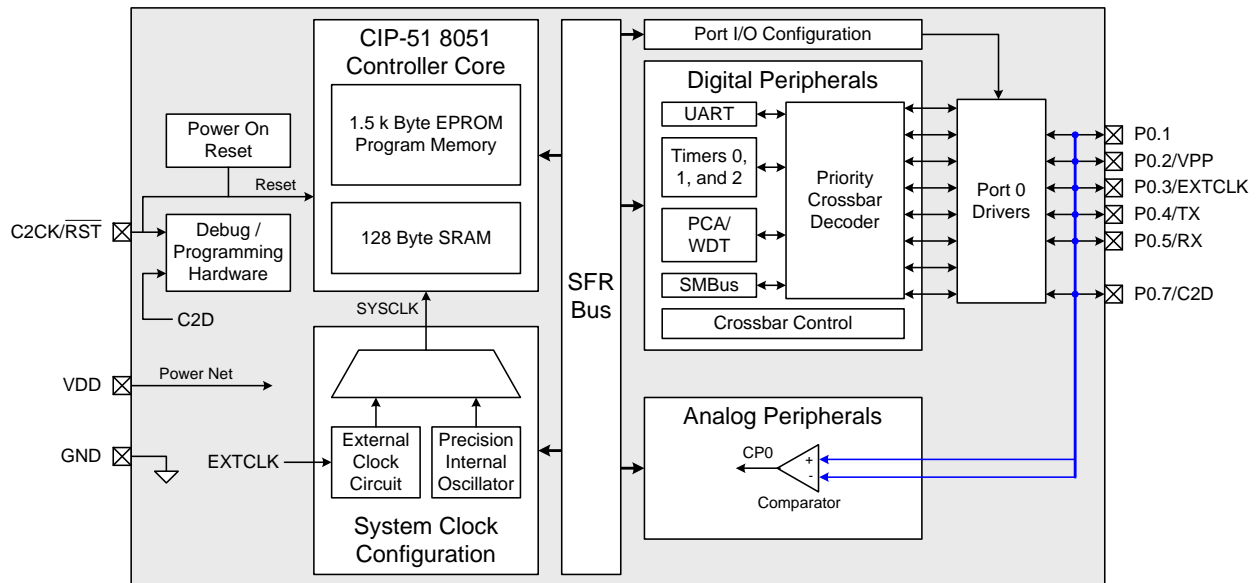 CIP-51 8051
Controller Core
1.5 k Byte EPROM
Program Memory
128 Byte SRAM
Power On
Reset
Reset
C2CK/RST
Debug /
Programming
Hardware
C2D
VDD
Power Net
GND
SYSCLK
EXTCLK
External
Clock
Circuit
Precision
Internal
Oscillator
System Clock
Configuration
SFR
Bus
Port I/O Configuration
Digital Peripherals
UART
Timers 0,
1, and 2
PCA/
WDT
SMBus
Priority
Crossbar
Decoder
Crossbar Control
Port 0
Drivers
P0.1
P0.2/VPP
P0.3/EXTCLK
P0.4/TX
P0.5/RX
P0.7/C2D
Analog Peripherals
CP0
+
-
Comparator